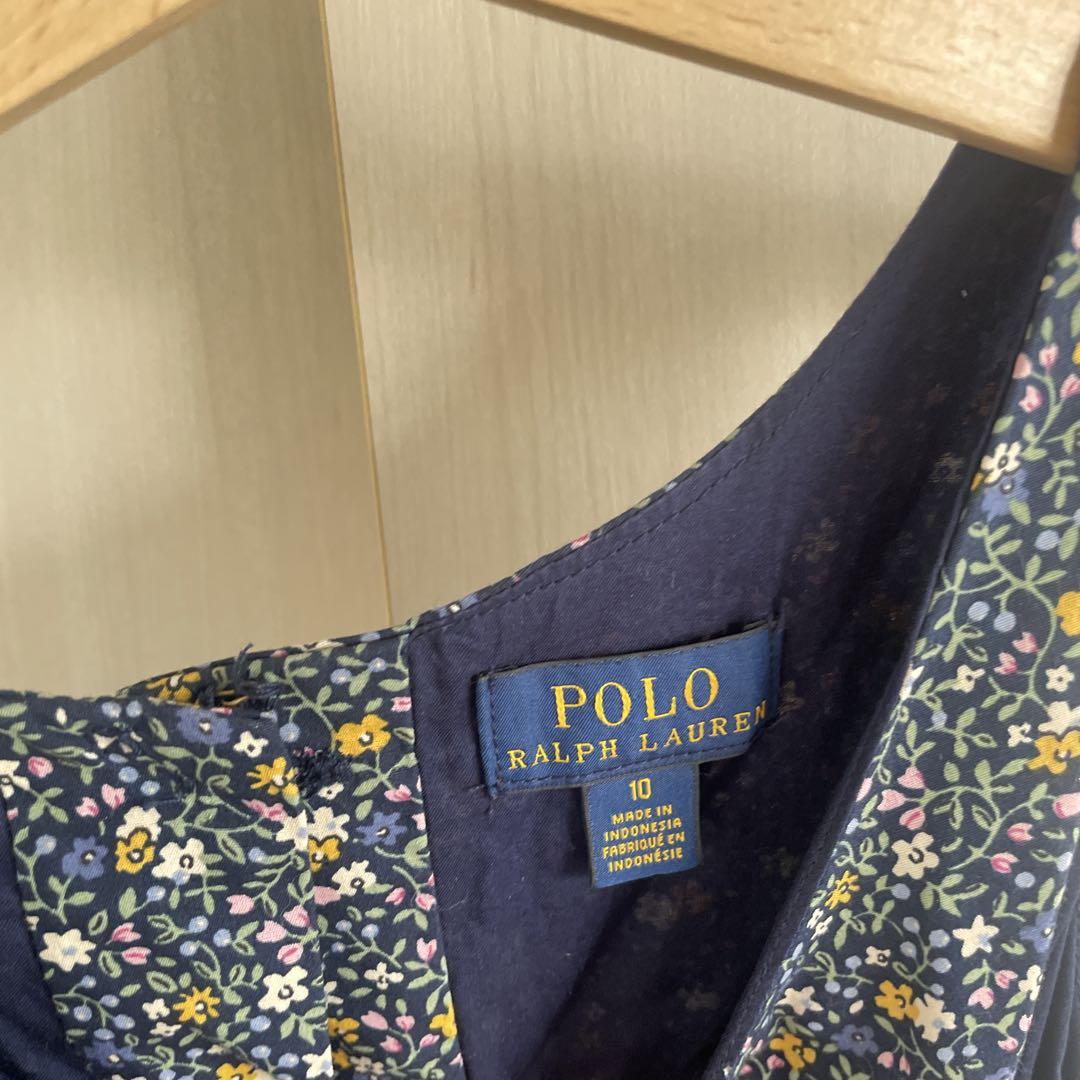 POLO
RALPH LAUREN
10
MADE IN
INDONESIA
FABRIQUÉ EN
INDONÉSIE